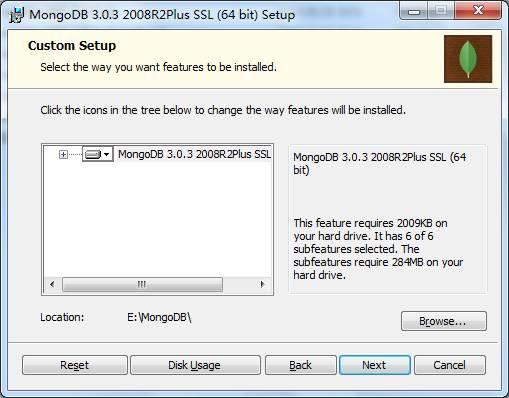 MongoDB 3.0.3 2008R2Plus SSL (64 bit) Setup
Custom Setup
Select the way you want features to be installed.
Click the icons in the tree below to change the way features will be installed.
MongoDB 3.0.3 2008R2Plus SSL
MongoDB 3.0.3 2008R2Plus SSL (64
bit)
This feature requires 2009KB on
your hard drive. It has 6 of 6
subfeatures selected. The
subfeatures require 284MB on your
hard drive.
Location:
E:\MongoDB\
Browse...
Reset
Disk Usage
Back
Next
Cancel